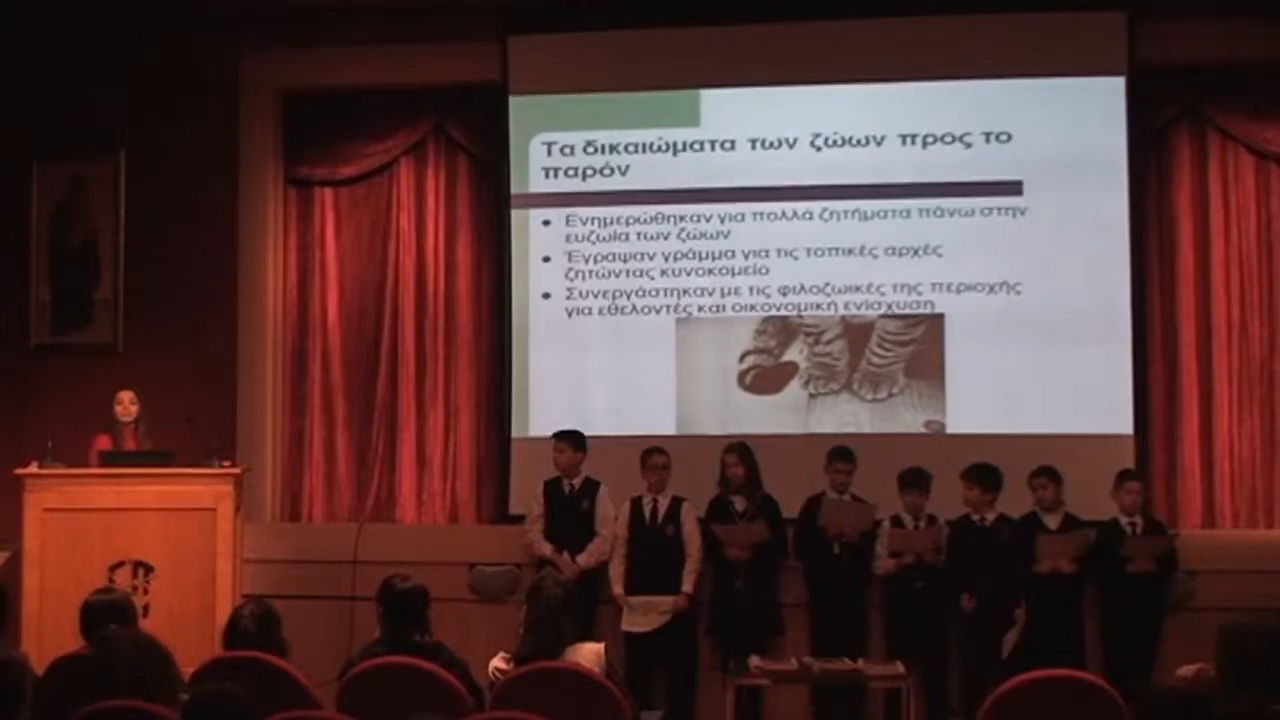 Τα δικαιώματα των ζώων προς το
παρόν
Ενημερώθηκαν για πολλά ζητήματα πάνω στην
ευζωία των ζώων
Έγραψαν γράμμα για τις τοπικές αρχές
ζητώντας κυνοκομείο
Συνεργάστηκαν με τις φιλοζωικές της περιοχής
για εθελοντές και οικονομική ενίσχυση